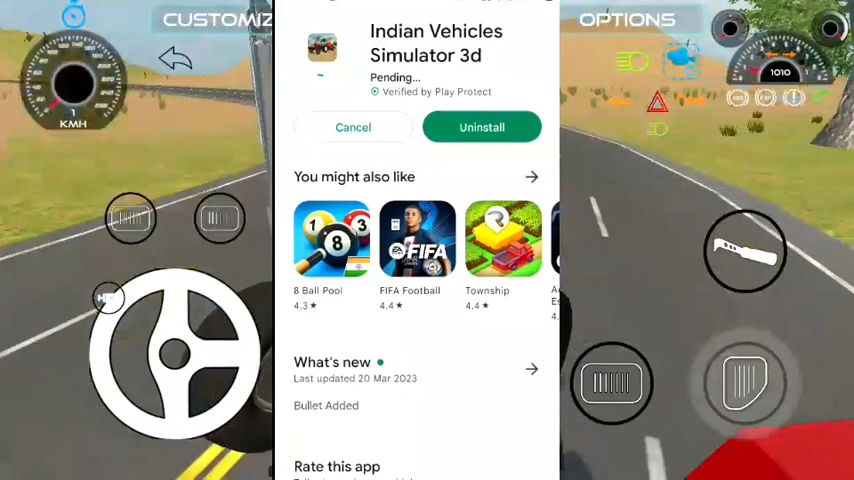 CUSTOMIZ
OPTIONS
KMH
1
1010
Indian Vehicles
Simulator 3d
Pending...
Verified by Play Protect
Cancel
Uninstall
You might also like
8 Ball Pool
4.3★
FIFA Football
4.4★
Township
4.4★
What's new
Last updated 20 Mar 2023
Bullet Added
Rate this app